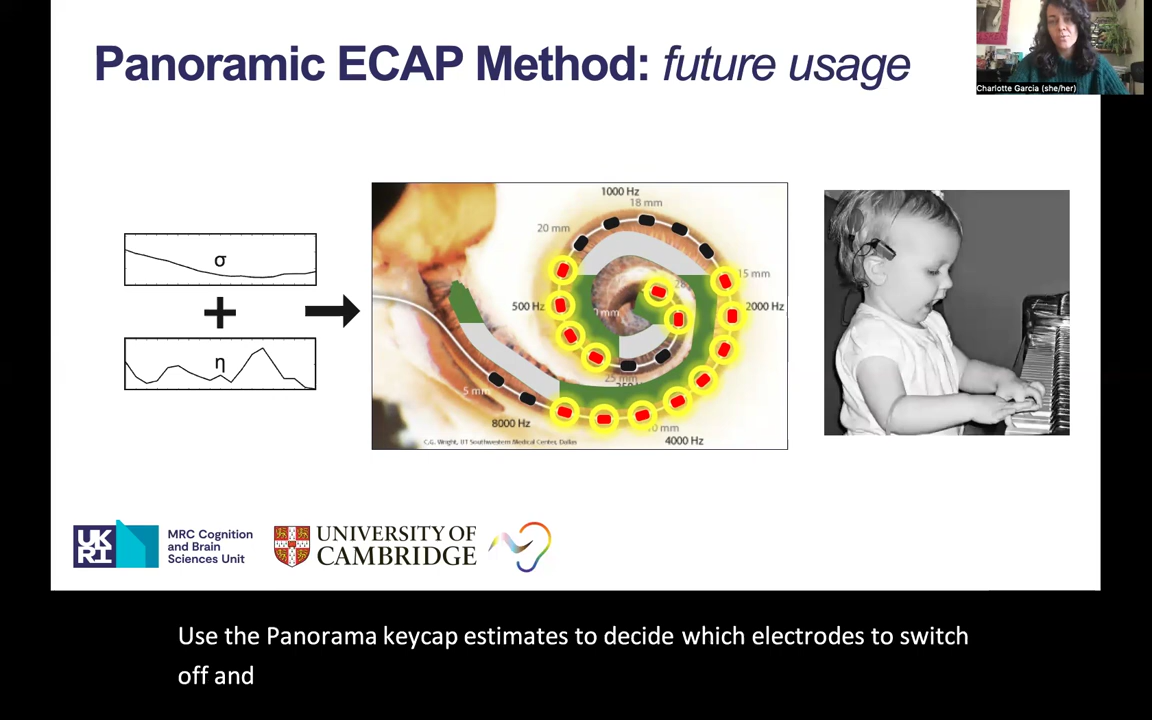 Panoramic ECAP Method: future usage
Charlotte Garcia (she/her)
σ
+
η
1000 Hz
18 mm
20 mm
15 mm
500 Hz
2000 Hz
5 mm
8000 Hz
4000 Hz
C.G. Wright, UT Southwestern Medical Center, Dallas
UK
RI
MRC Cognition
and Brain
Sciences Unit
UNIVERSITY OF
CAMBRIDGE
Use the Panorama keycap estimates to decide which electrodes to switch
off and